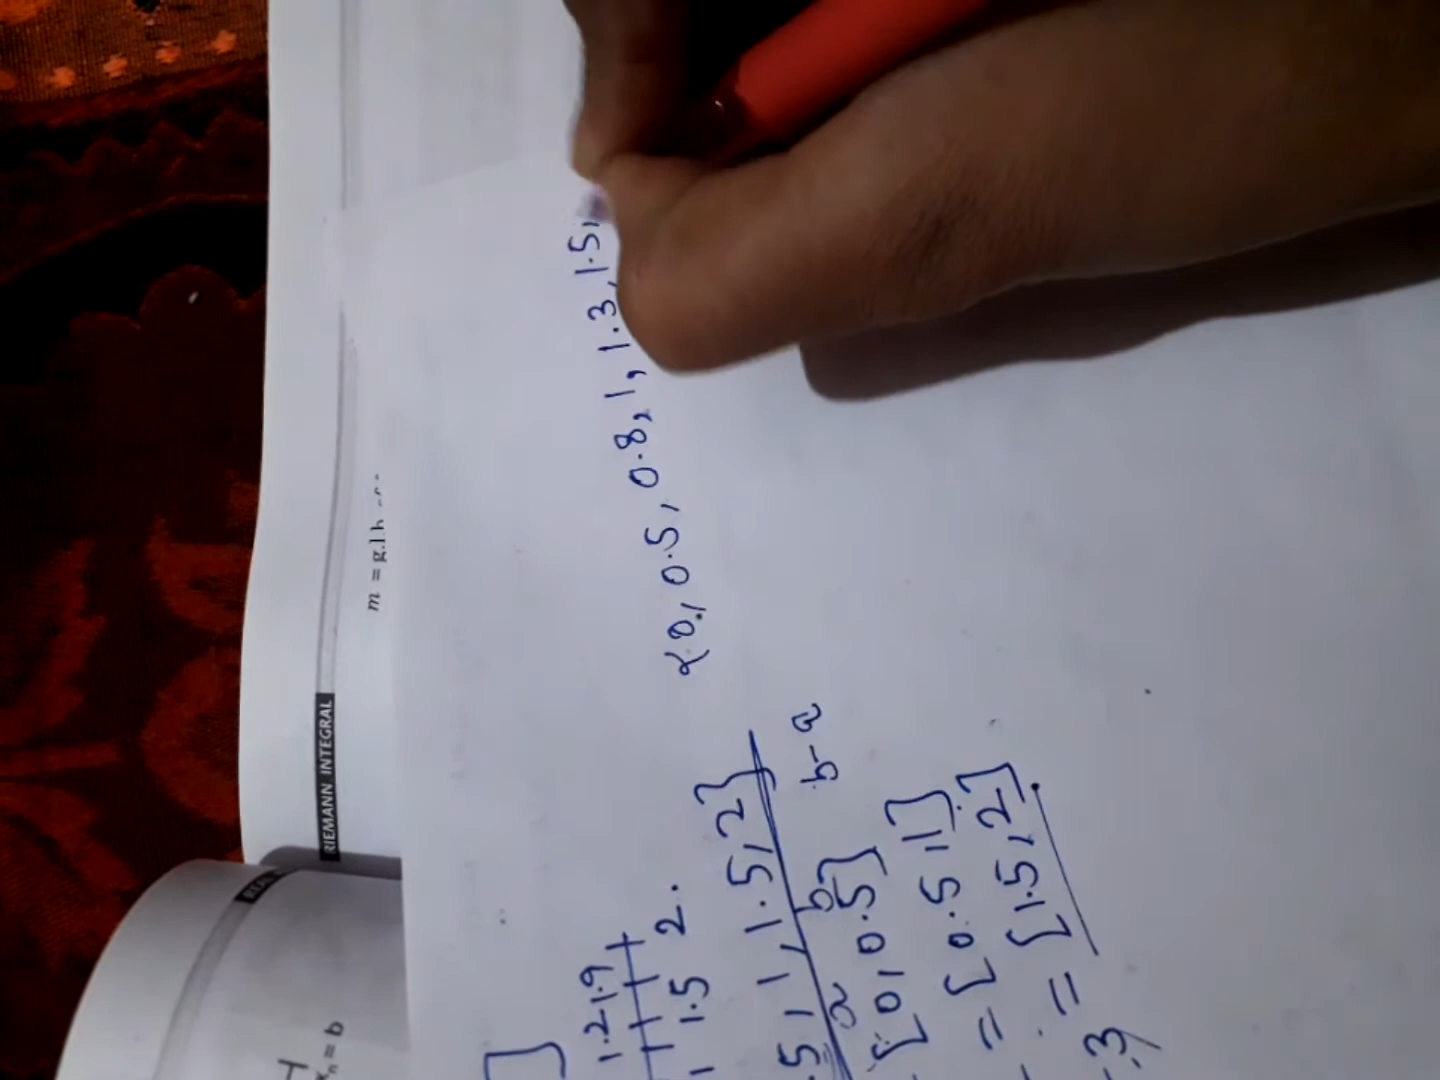 RIEMANN INTEGRAL
m = g.l.b
xₙ = b
1.2 1.9
1 1.5 2.
.5, 1, 1.5, 2}
{0, 0.5, 0.8, 1, 1.3, 1.5,
a b b-a
[0, 0.5]
= [0.5, 1]
= [1.5, 2]